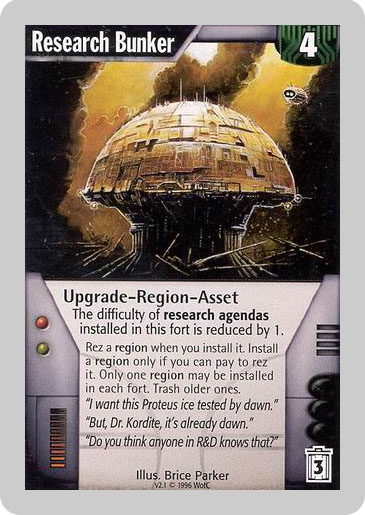 Research Bunker
4
Upgrade-Region-Asset
The difficulty of research agendas
installed in this fort is reduced by 1.
Rez a region when you install it. Install
a region only if you can pay to rez
it. Only one region may be installed
in each fort. Trash older ones.
“I want this Proteus ice tested by dawn.”
“But, Dr. Kordite, it’s already dawn.”
“Do you think anyone in R&D knows that?”
Illus. Brice Parker
V2.1 © 1996 WotC
3